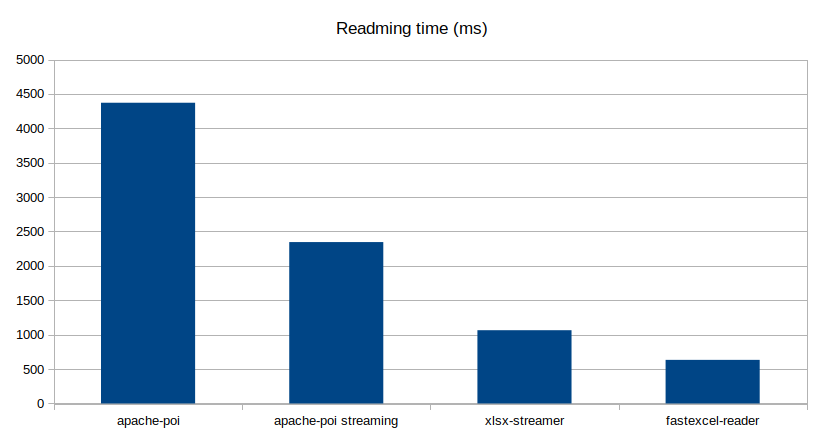 Readming time (ms)
5000
4500
4000
3500
3000
2500
2000
1500
1000
500
0
apache-poi
apache-poi streaming
xlsx-streamer
fastexcel-reader